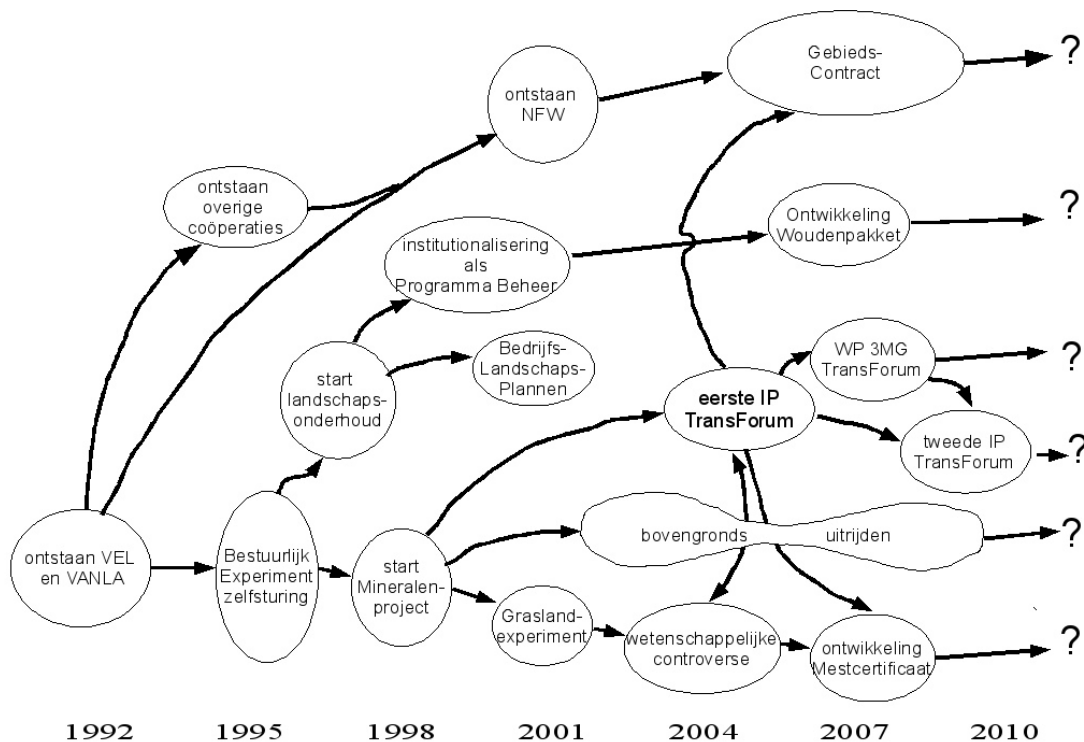 Gebieds-
Contract
?
ontstaan
NFW
ontstaan
overige
coöperaties
Ontwikkeling
Woudenpakket
?
institutionalisering
als
Programma Beheer
WP 3MG
TransForum
?
Bedrijfs-
Landschaps-
Plannen
start
landschaps-
onderhoud
eerste IP
TransForum
tweede IP
TransForum
?
bovengronds uitrijden
?
ontstaan VEL
en VANLA
Bestuurlijk
Experiment
zelfsturing
start
Mineralen-
project
Grasland-
experiment
wetenschappelijke
controverse
ontwikkeling
Mestcertificaat
?
1992 1995 1998 2001 2004 2007 2010